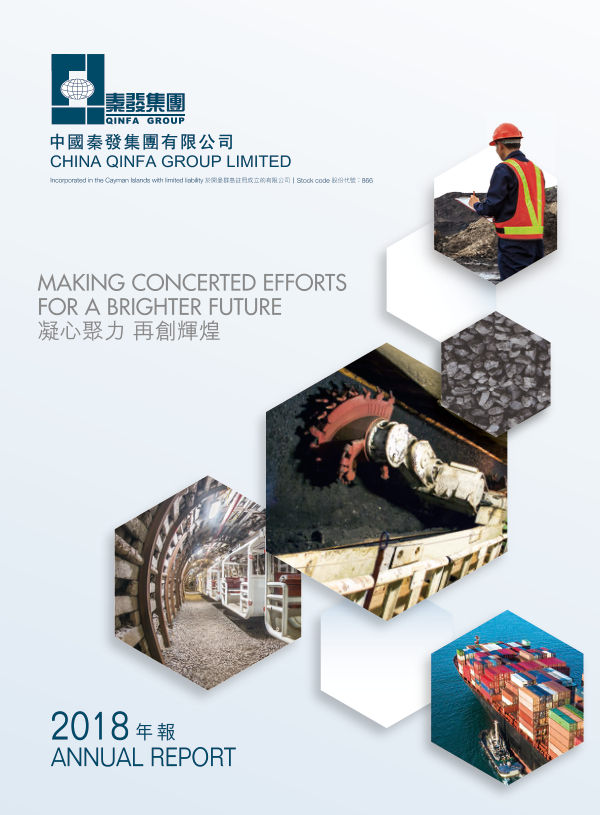 秦發集團
QINFA GROUP
中國秦發集團有限公司
CHINA QINFA GROUP LIMITED
Incorporated in the Cayman Islands with limited liability 於開曼群島註冊成立的有限公司 | Stock code 股份代號：866
MAKING CONCERTED EFFORTS
FOR A BRIGHTER FUTURE
凝心聚力 再創輝煌
2018 年報
ANNUAL REPORT